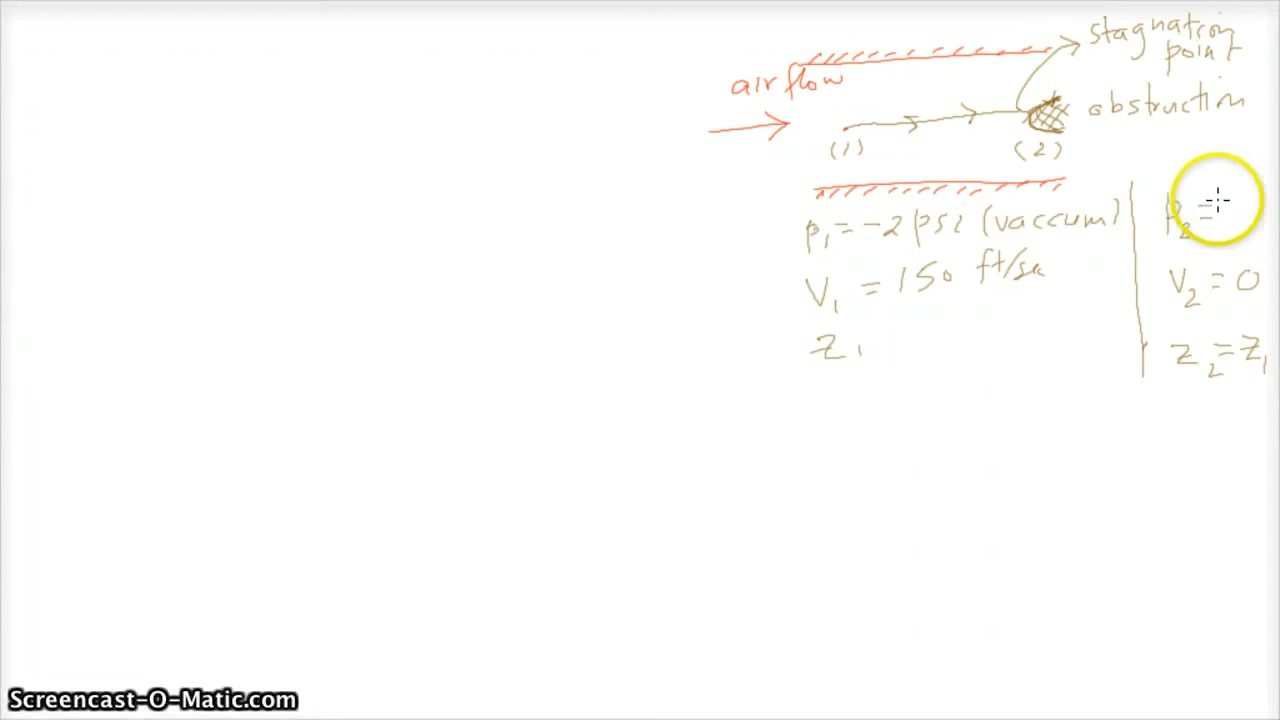 stagnation
point
air flow
obstruction
(1)
(2)
P₁ = -2 psi (vaccum)
P₂ =
V₁ = 150 ft/sec
V₂ = 0
Z₁
Z₂ = Z₁
Screencast-O-Matic.com